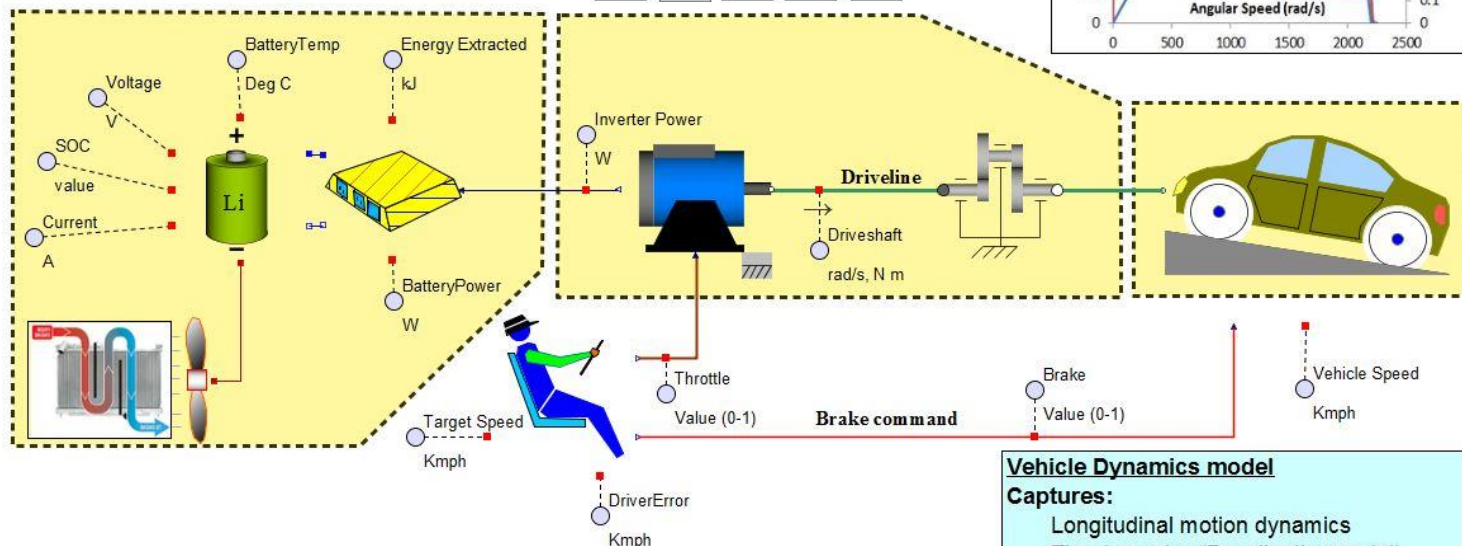 0
Angular Speed (rad/s)
0.1
0
0
500
1000
1500
2000
2500
BatteryTemp
Deg C
Energy Extracted
kJ
Voltage
V
SOC
value
Current
A
+
Li
Inverter Power
W
Driveline
Driveshaft
rad/s, N m
BatteryPower
W
Throttle
Value (0-1)
Brake
Value (0-1)
Vehicle Speed
Kmph
Target Speed
Kmph
Brake command
DriverError
Kmph
Vehicle Dynamics model
Captures:
Longitudinal motion dynamics